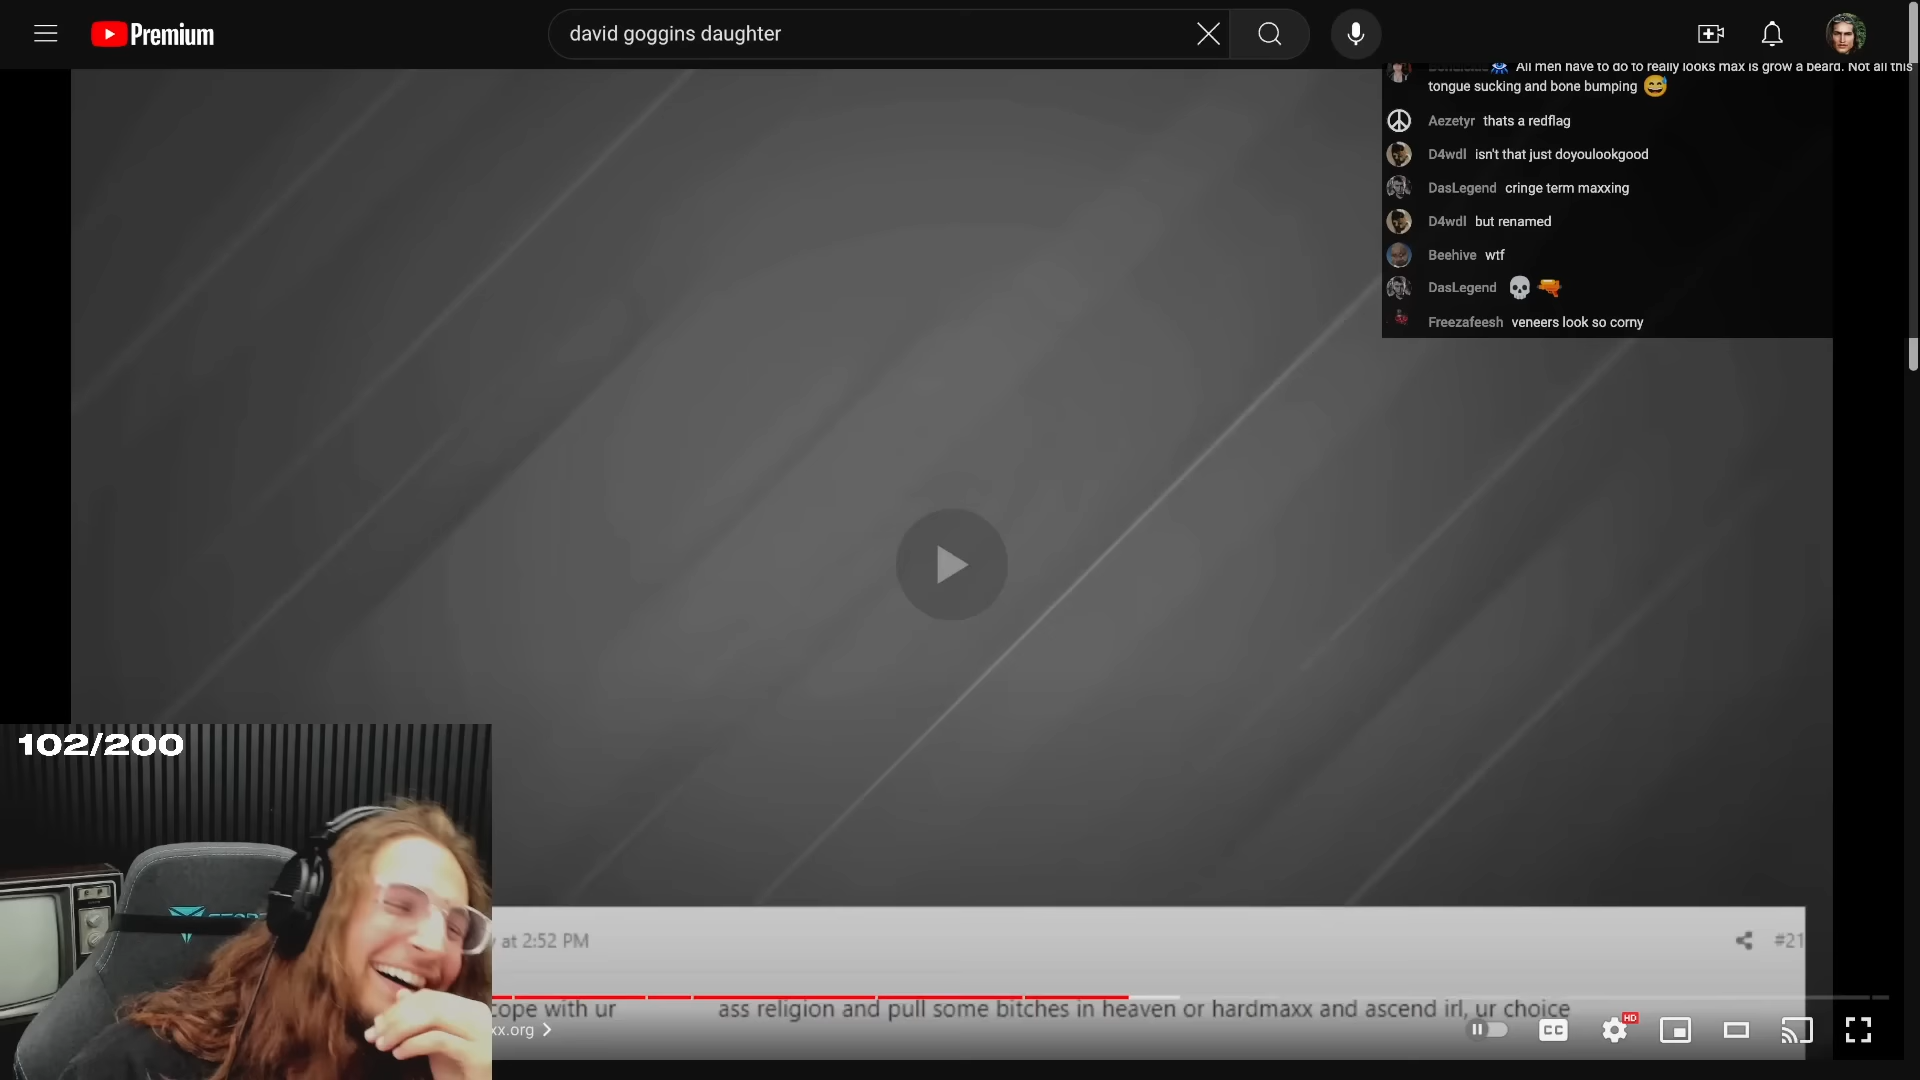 Premium
david goggins daughter
All men have to do to really looks max is grow a beard. Not all this
tongue sucking and bone bumping
Aezetyr thats a redflag
D4wdl isn't that just doyoulookgood
DasLegend cringe term maxxing
D4wdl but renamed
Beehive wtf
DasLegend
Freezafeesh veneers look so corny
102/200
at 2:52 PM
#21
cope with ur ass religion and pull some bitches in heaven or hardmaxx and ascend irl, ur choice
xx.org
CC
HD